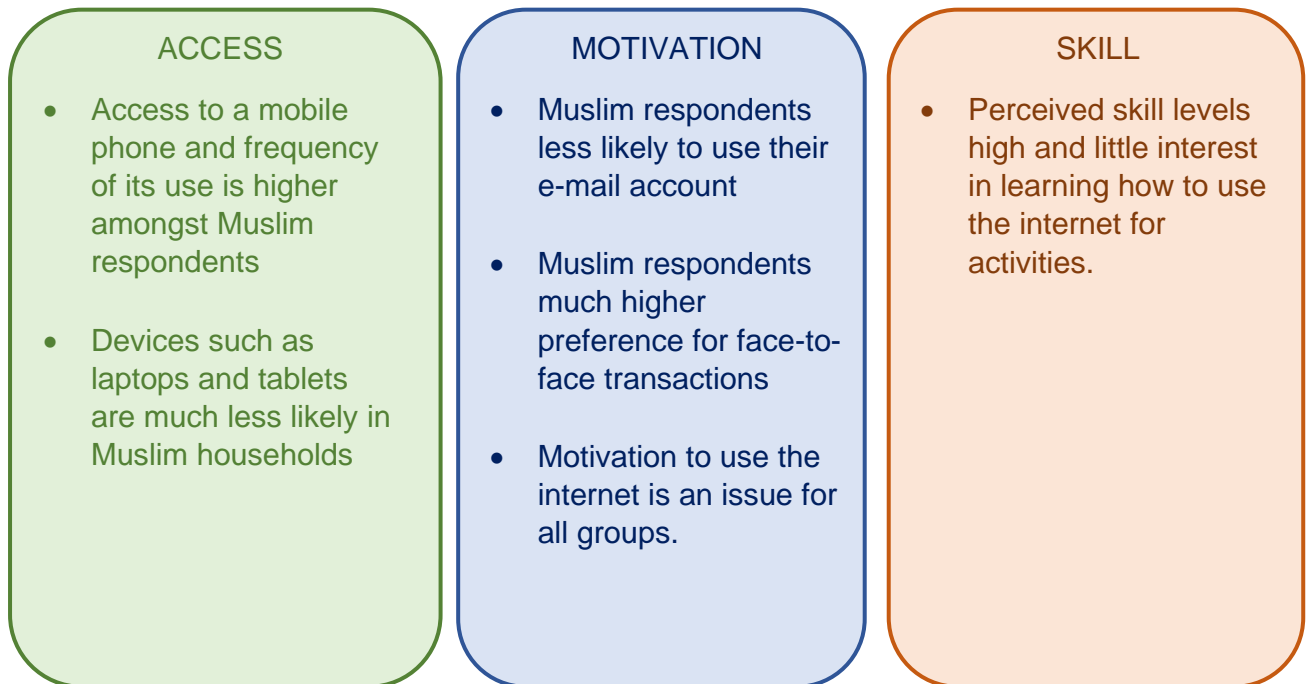 ACCESS
• Access to a mobile
phone and frequency
of its use is higher
amongst Muslim
respondents
• Devices such as
laptops and tablets
are much less likely in
Muslim households
MOTIVATION
• Muslim respondents
less likely to use their
e-mail account
• Muslim respondents
much higher
preference for face-to-
face transactions
• Motivation to use the
internet is an issue for
all groups.
SKILL
• Perceived skill levels
high and little interest
in learning how to use
the internet for
activities.